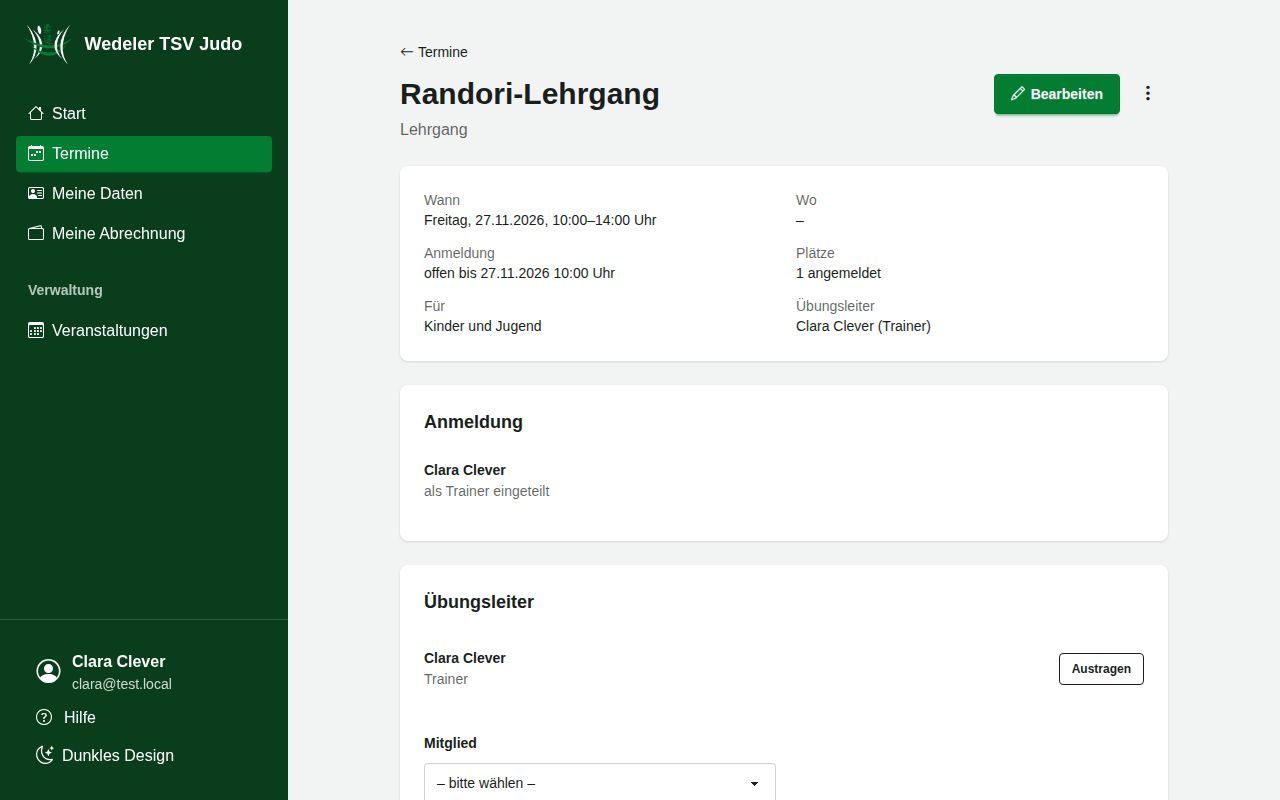 Wedeler TSV Judo
Start
Termine
Meine Daten
Meine Abrechnung
Verwaltung
Veranstaltungen
Clara Clever
clara@test.local
Hilfe
Dunkles Design
← Termine
Randori-Lehrgang
Lehrgang
Bearbeiten
Wann
Freitag, 27.11.2026, 10:00–14:00 Uhr
Wo
–
Anmeldung
offen bis 27.11.2026 10:00 Uhr
Plätze
1 angemeldet
Für
Kinder und Jugend
Übungsleiter
Clara Clever (Trainer)
Anmeldung
Clara Clever
als Trainer eingeteilt
Übungsleiter
Clara Clever
Trainer
Austragen
Mitglied
– bitte wählen –